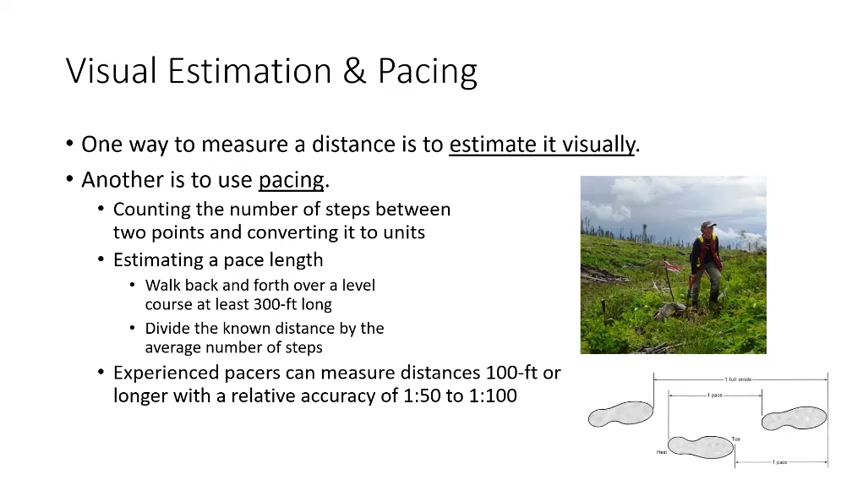 Visual Estimation & Pacing
• One way to measure a distance is to estimate it visually.
• Another is to use pacing.
• Counting the number of steps between
two points and converting it to units
• Estimating a pace length
• Walk back and forth over a level
course at least 300-ft long
• Divide the known distance by the
average number of steps
• Experienced pacers can measure distances 100-ft or
longer with a relative accuracy of 1:50 to 1:100
1 full stride
1 pace
Toe
Heel
1 pace